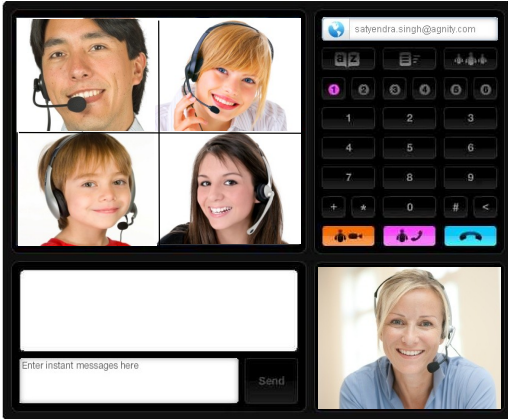 satyendra.singh@agnity.com
a z
1 2 3 4 5 6
1 2 3
4 5 6
7 8 9
+ * 0 # <
Enter instant messages here
Send